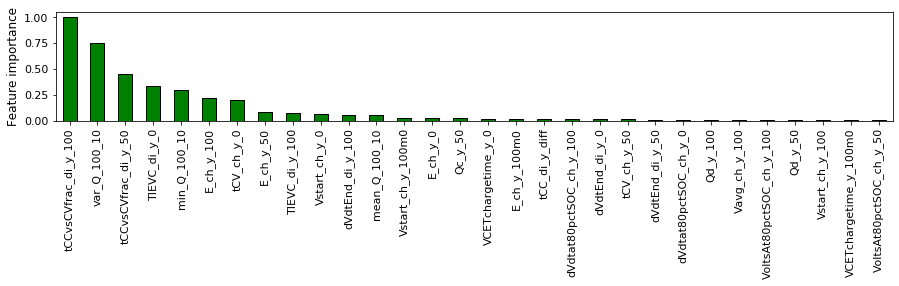 Feature importance
1.00
0.75
0.50
0.25
0.00
tCCvsCVfrac_di_y_100
var_Q_100_10
tCCvsCVfrac_di_y_50
TIEVC_di_y_0
min_Q_100_10
E_ch_y_100
tCV_ch_y_0
E_ch_y_50
TIEVC_di_y_100
Vstart_ch_y_0
dVdtEnd_di_y_100
mean_Q_100_10
Vstart_ch_y_100m0
E_ch_y_0
Qc_y_50
VCETchargetime_y_0
E_ch_y_100m0
tCC_di_y_diff
dVdtat80pctSOC_ch_y_100
dVdtEnd_di_y_0
tCV_ch_y_50
dVdtEnd_di_y_50
dVdtat80pctSOC_ch_y_0
Qd_y_100
Vavg_ch_y_100
VoltsAt80pctSOC_ch_y_100
Qd_y_50
Vstart_ch_y_100
VCETchargetime_y_100m0
VoltsAt80pctSOC_ch_y_50